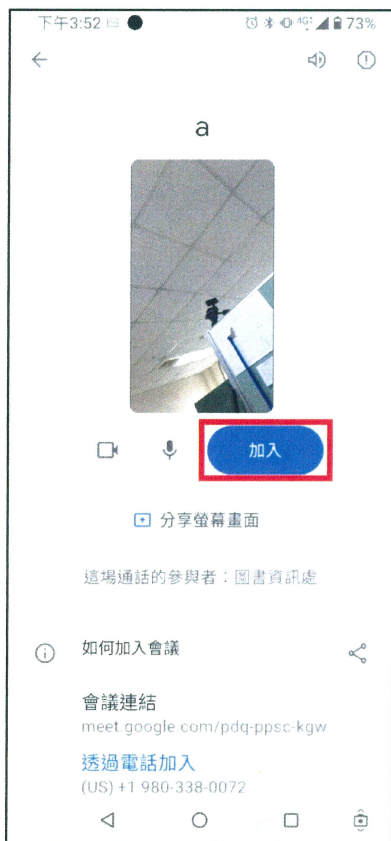 下午3:52 4G 73%
a
加入
分享螢幕畫面
這場通話的參與者：圖書資訊處
如何加入會議
會議連結
meet.google.com/pdq-ppsc-kgw
透過電話加入
(US) +1 980-338-0072